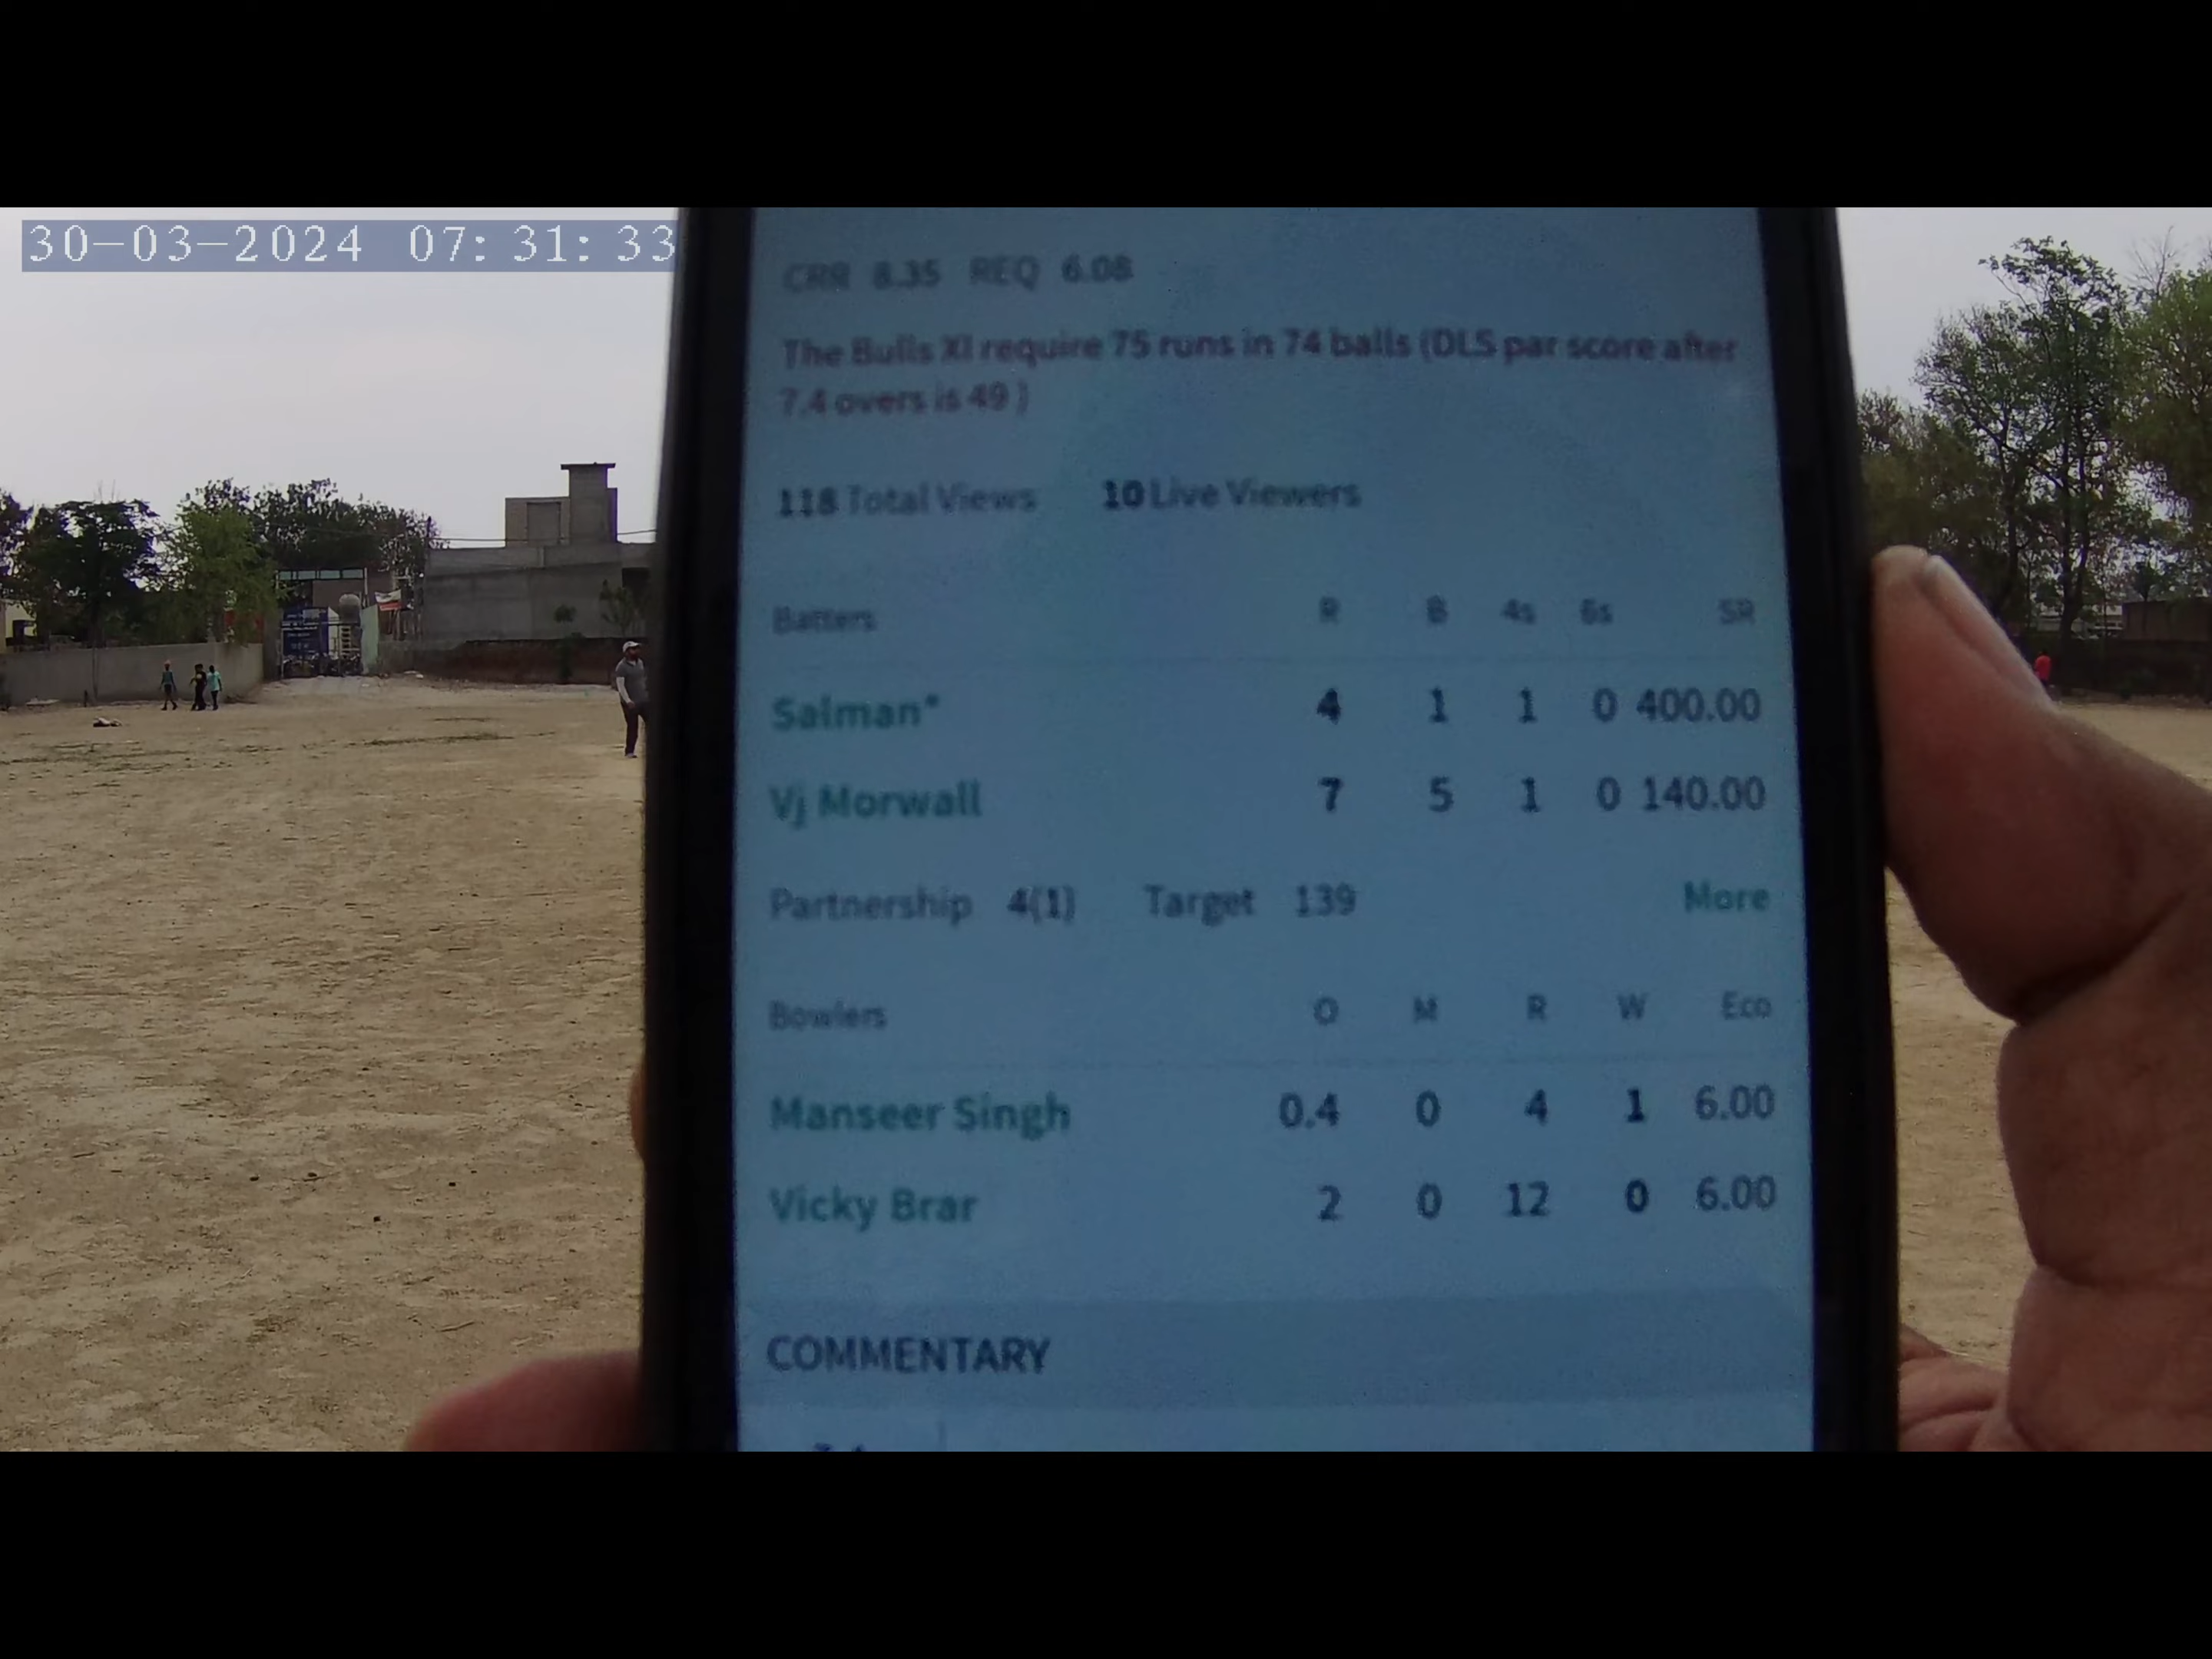 30-03-2024 07:31:33
CRR 8.35 REQ 6.08
The Bulls XI require 75 runs in 74 balls (DLS par score after
7.4 overs is 49 )
118 Total Views 10 Live Viewers
Batters R B 4s 6s SR
Salman* 4 1 1 0 400.00
Vj Morwall 7 5 1 0 140.00
Partnership 4(1) Target 139 More
Bowlers O M R W Eco
Manseer Singh 0.4 0 4 1 6.00
Vicky Brar 2 0 12 0 6.00
COMMENTARY